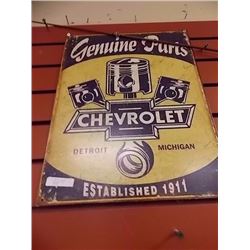 Genuine Parts
CHEVROLET
DETROIT MICHIGAN
ESTABLISHED 1911